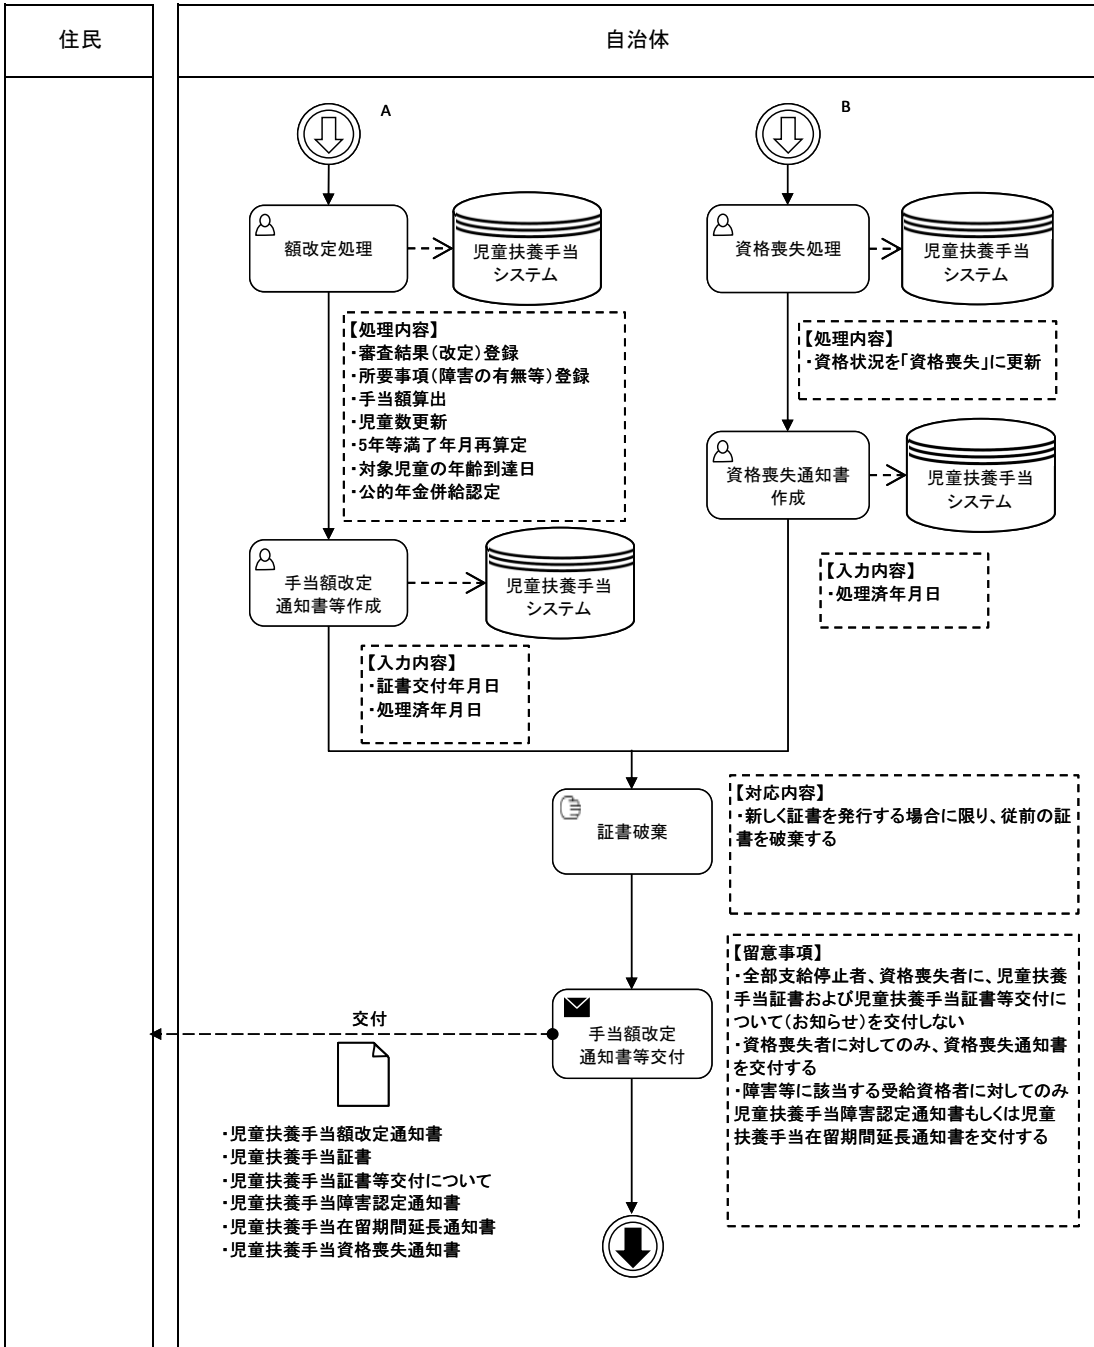 住民
自治体
A
B
額改定処理
児童扶養手当
システム
資格喪失処理
児童扶養手当
システム
【処理内容】
・審査結果（改定）登録
・所要事項（障害の有無等）登録
・手当額算出
・児童数更新
・5年等満了年月再算定
・対象児童の年齢到達日
・公的年金併給認定
【処理内容】
・資格状況を「資格喪失」に更新
資格喪失通知書
作成
児童扶養手当
システム
手当額改定
通知書等作成
児童扶養手当
システム
【入力内容】
・処理済年月日
【入力内容】
・証書交付年月日
・処理済年月日
証書破棄
【対応内容】
・新しく証書を発行する場合に限り、従前の証
書を破棄する
【留意事項】
・全部支給停止者、資格喪失者に、児童扶養
手当証書および児童扶養手当証書等交付に
ついて（お知らせ）を交付しない
・資格喪失者に対してのみ、資格喪失通知書
を交付する
・障害等に該当する受給資格者に対してのみ
児童扶養手当障害認定通知書もしくは児童
扶養手当在留期間延長通知書を交付する
交付
手当額改定
通知書等交付
・児童扶養手当額改定通知書
・児童扶養手当証書
・児童扶養手当証書等交付について
・児童扶養手当障害認定通知書
・児童扶養手当在留期間延長通知書
・児童扶養手当資格喪失通知書